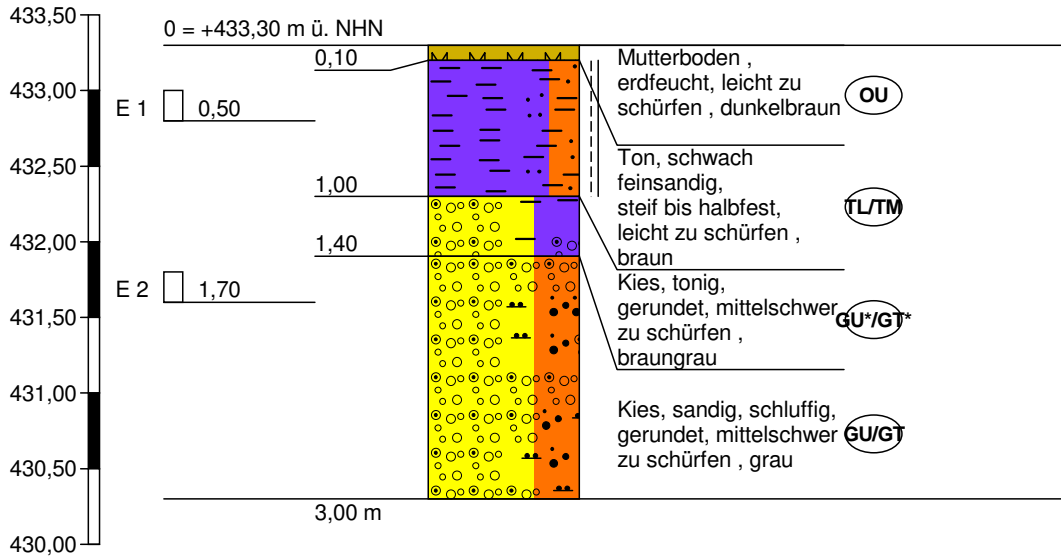 433,50
433,00
432,50
432,00
431,50
431,00
430,50
430,00
0 = +433,30 m ü. NHN
E 1
0,50
E 2
1,70
0,10
1,00
1,40
3,00 m
Mutterboden ,
erdfeucht, leicht zu
schürfen , dunkelbraun
OU
Ton, schwach
feinsandig,
steif bis halbfest,
leicht zu schürfen ,
braun
TL/TM
Kies, tonig,
gerundet, mittelschwer
zu schürfen ,
braungrau
GU*/GT*
Kies, sandig, schluffig,
gerundet, mittelschwer
zu schürfen , grau
GU/GT